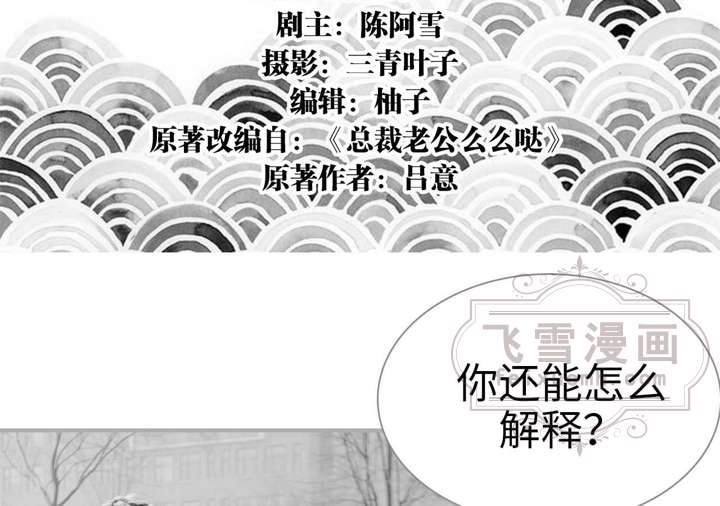 剧主：陈阿雪
摄影：三青叶子
编辑：柚子
原著改编自：《总裁老公么么哒》
原著作者：吕意
飞雪漫画
你还能怎么
解释？